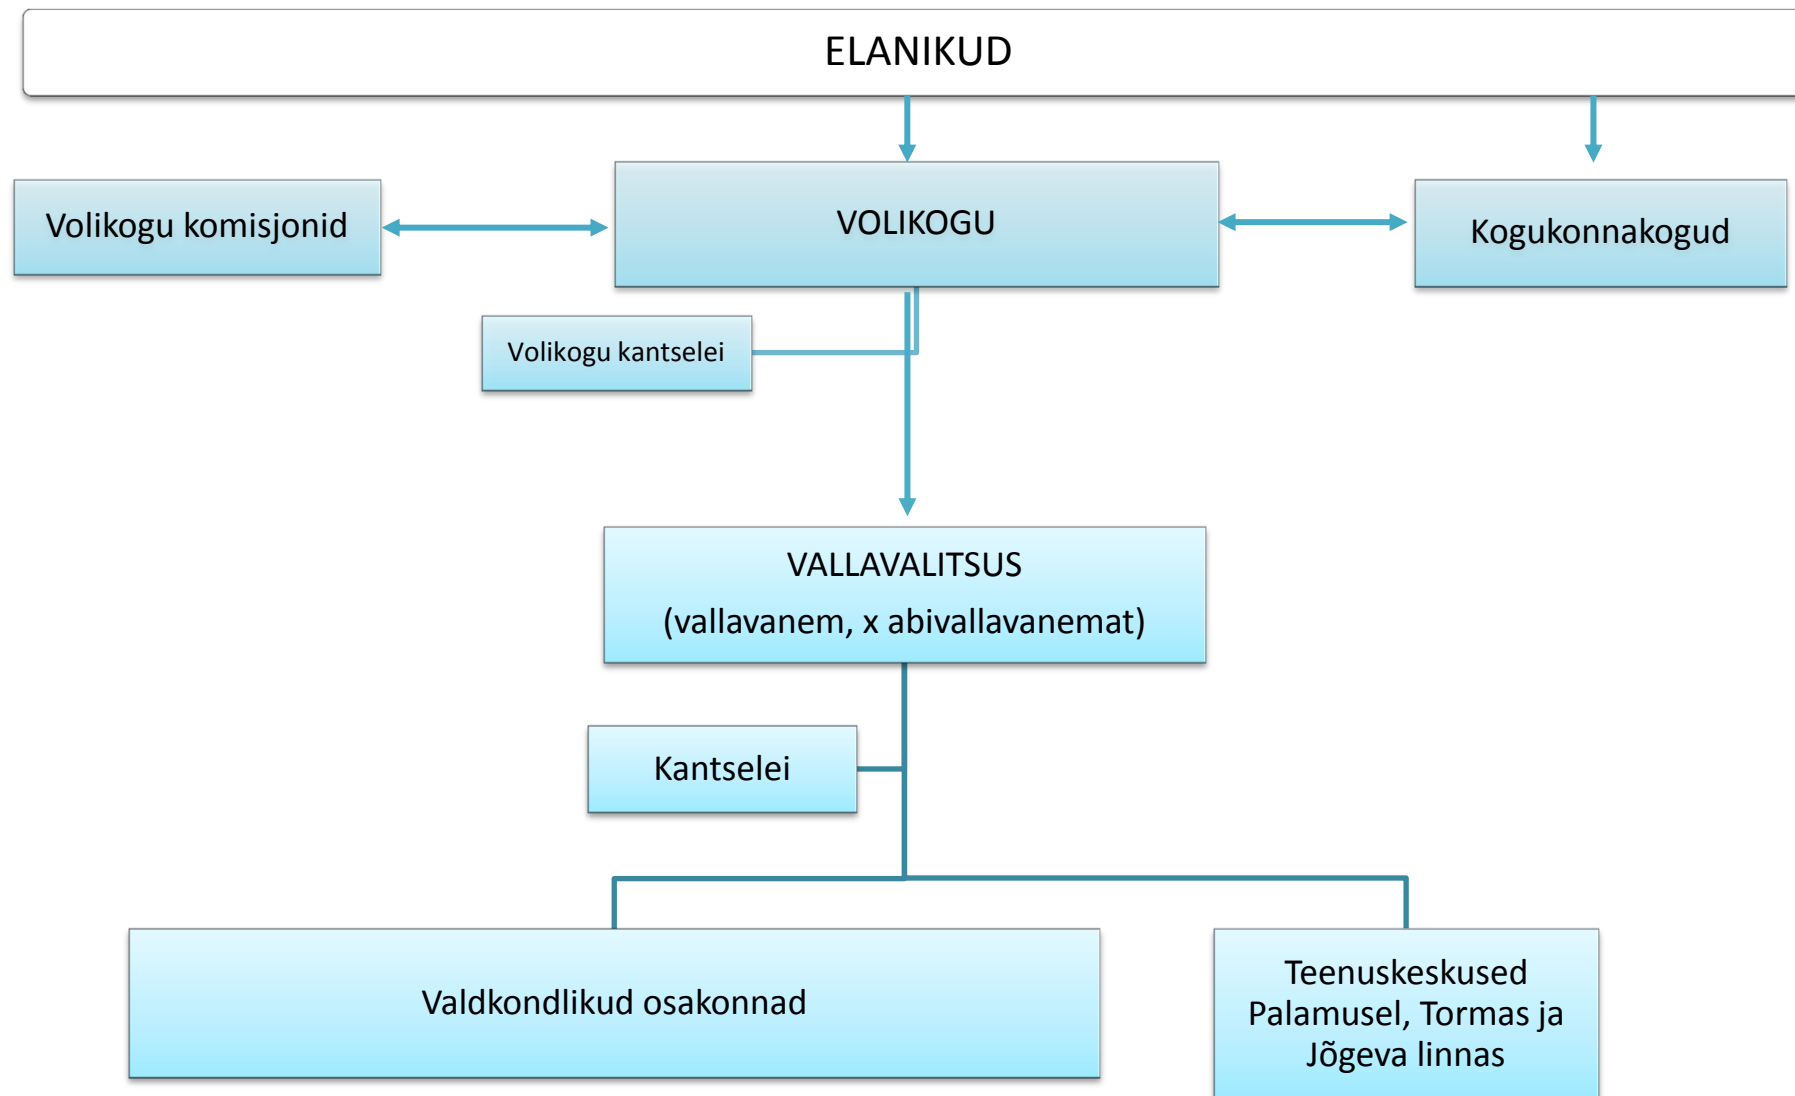 ELANIKUD
Volikogu komisjonid
VOLIKOGU
Kogukonnakogud
Volikogu kantselei
VALLAVALITSUS
(vallavanem, x abivallavanemat)
Kantselei
Valdkondlikud osakonnad
Teenuskeskused
Palamusel, Tormas ja
Jõgeva linnas